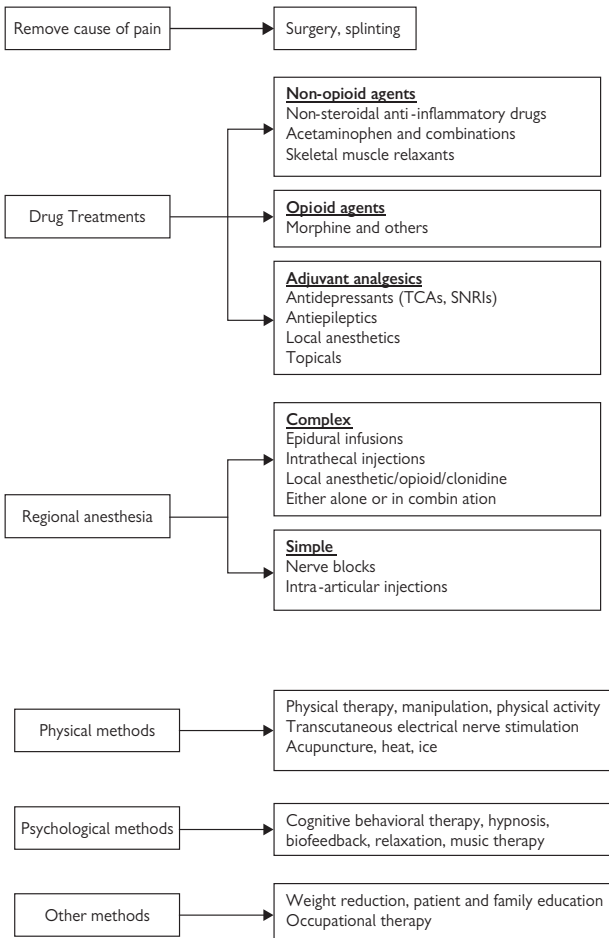 Remove cause of pain
Surgery, splinting
Drug Treatments
Non-opioid agents
Non-steroidal anti-inflammatory drugs
Acetaminophen and combinations
Skeletal muscle relaxants
Opioid agents
Morphine and others
Adjuvant analgesics
Antidepressants (TCAs, SNRIs)
Antiepileptics
Local anesthetics
Topicals
Regional anesthesia
Complex
Epidural infusions
Intrathecal injections
Local anesthetic/opioid/clonidine
Either alone or in combin ation
Simple
Nerve blocks
Intra-articular injections
Physical methods
Physical therapy, manipulation, physical activity
Transcutaneous electrical nerve stimulation
Acupuncture, heat, ice
Psychological methods
Cognitive behavioral therapy, hypnosis,
biofeedback, relaxation, music therapy
Other methods
Weight reduction, patient and family education
Occupational therapy